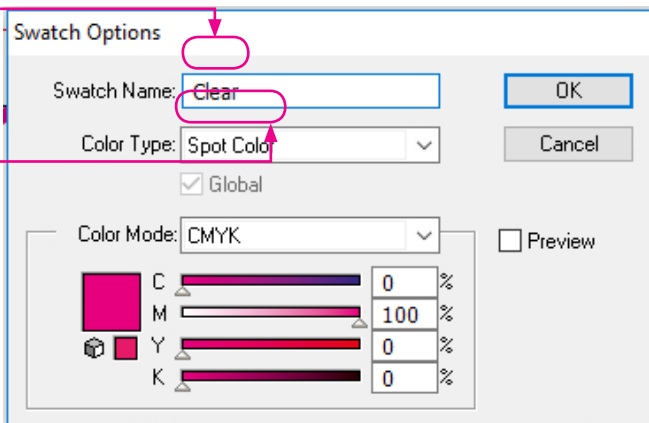 Swatch Options
Swatch Name: Clear OK
Color Type: Spot Color Cancel
Global
Color Mode: CMYK Preview
C 0 %
M 100 %
Y 0 %
K 0 %